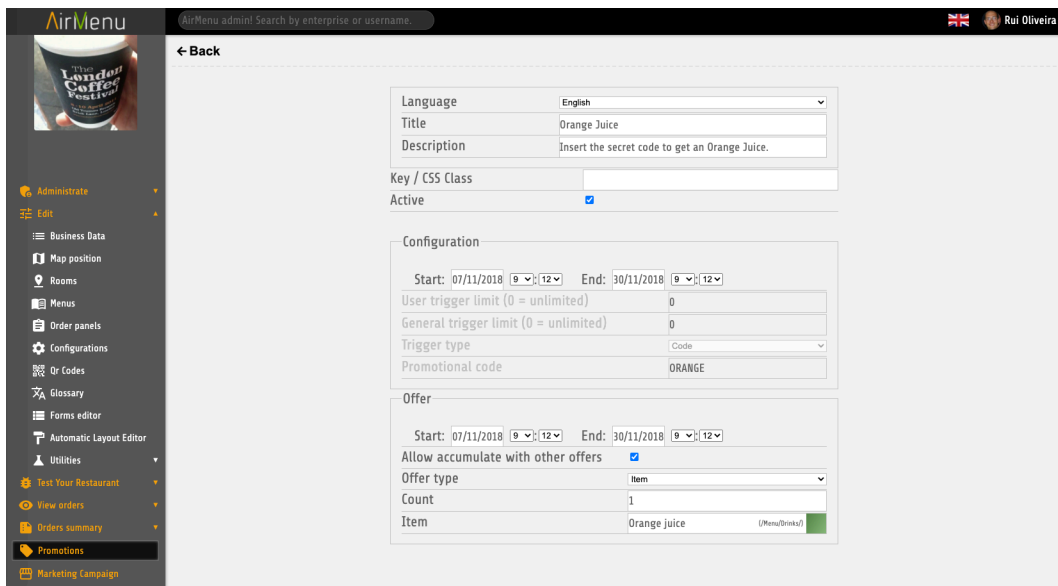 AirMenu
AirMenu admin! Search by enterprise or username.
Rui Oliveira
The
London
Coffee
Festival
← Back
Language English
Title Orange Juice
Description Insert the secret code to get an Orange Juice.
Key / CSS Class
Active
Configuration
Start: 07/11/2018 9 : 12 End: 30/11/2018 9 : 12
User trigger limit (0 = unlimited) 0
General trigger limit (0 = unlimited) 0
Trigger type Code
Promotional code ORANGE
Offer
Start: 07/11/2018 9 : 12 End: 30/11/2018 9 : 12
Allow accumulate with other offers
Offer type Item
Count 1
Item Orange juice (/Menu/Drinks/)
Administrate
Edit
Business Data
Map position
Rooms
Menus
Order panels
Configurations
Qr Codes
Glossary
Forms editor
Automatic Layout Editor
Utilities
Test Your Restaurant
View orders
Orders summary
Promotions
Marketing Campaign